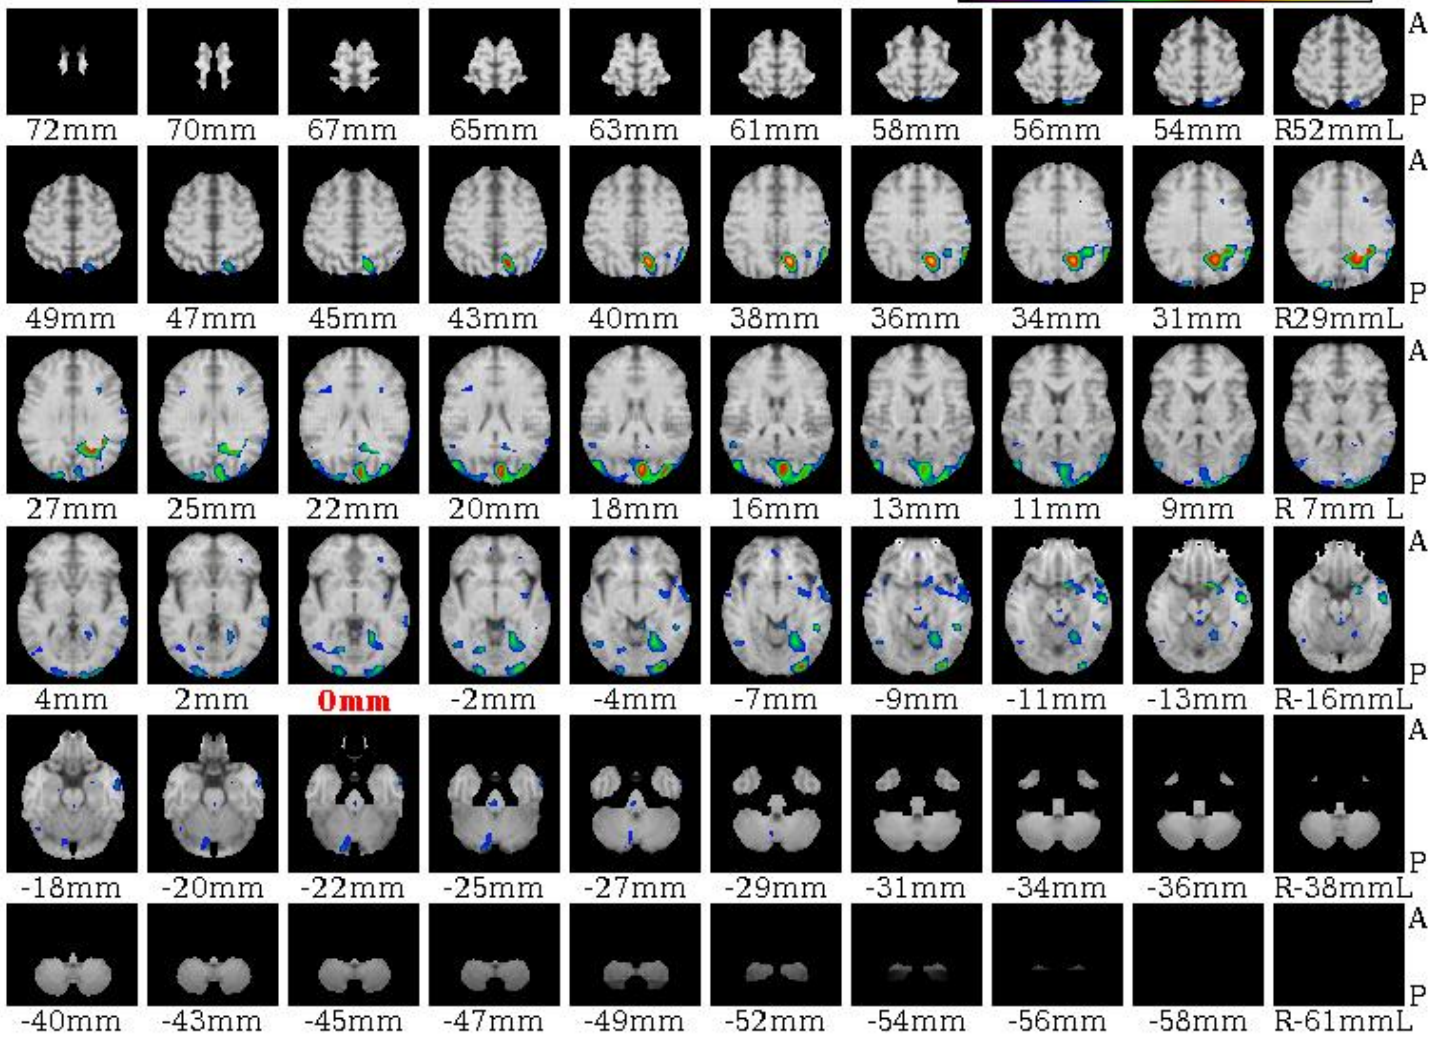 A
P
72mm 70mm 67mm 65mm 63mm 61mm 58mm 56mm 54mm R52mmL
A
P
49mm 47mm 45mm 43mm 40mm 38mm 36mm 34mm 31mm R29mmL
A
P
27mm 25mm 22mm 20mm 18mm 16mm 13mm 11mm 9mm R 7mm L
A
P
4mm 2mm 0mm -2mm -4mm -7mm -9mm -11mm -13mm R-16mmL
A
P
-18mm -20mm -22mm -25mm -27mm -29mm -31mm -34mm -36mm R-38mmL
A
P
-40mm -43mm -45mm -47mm -49mm -52mm -54mm -56mm -58mm R-61mmL